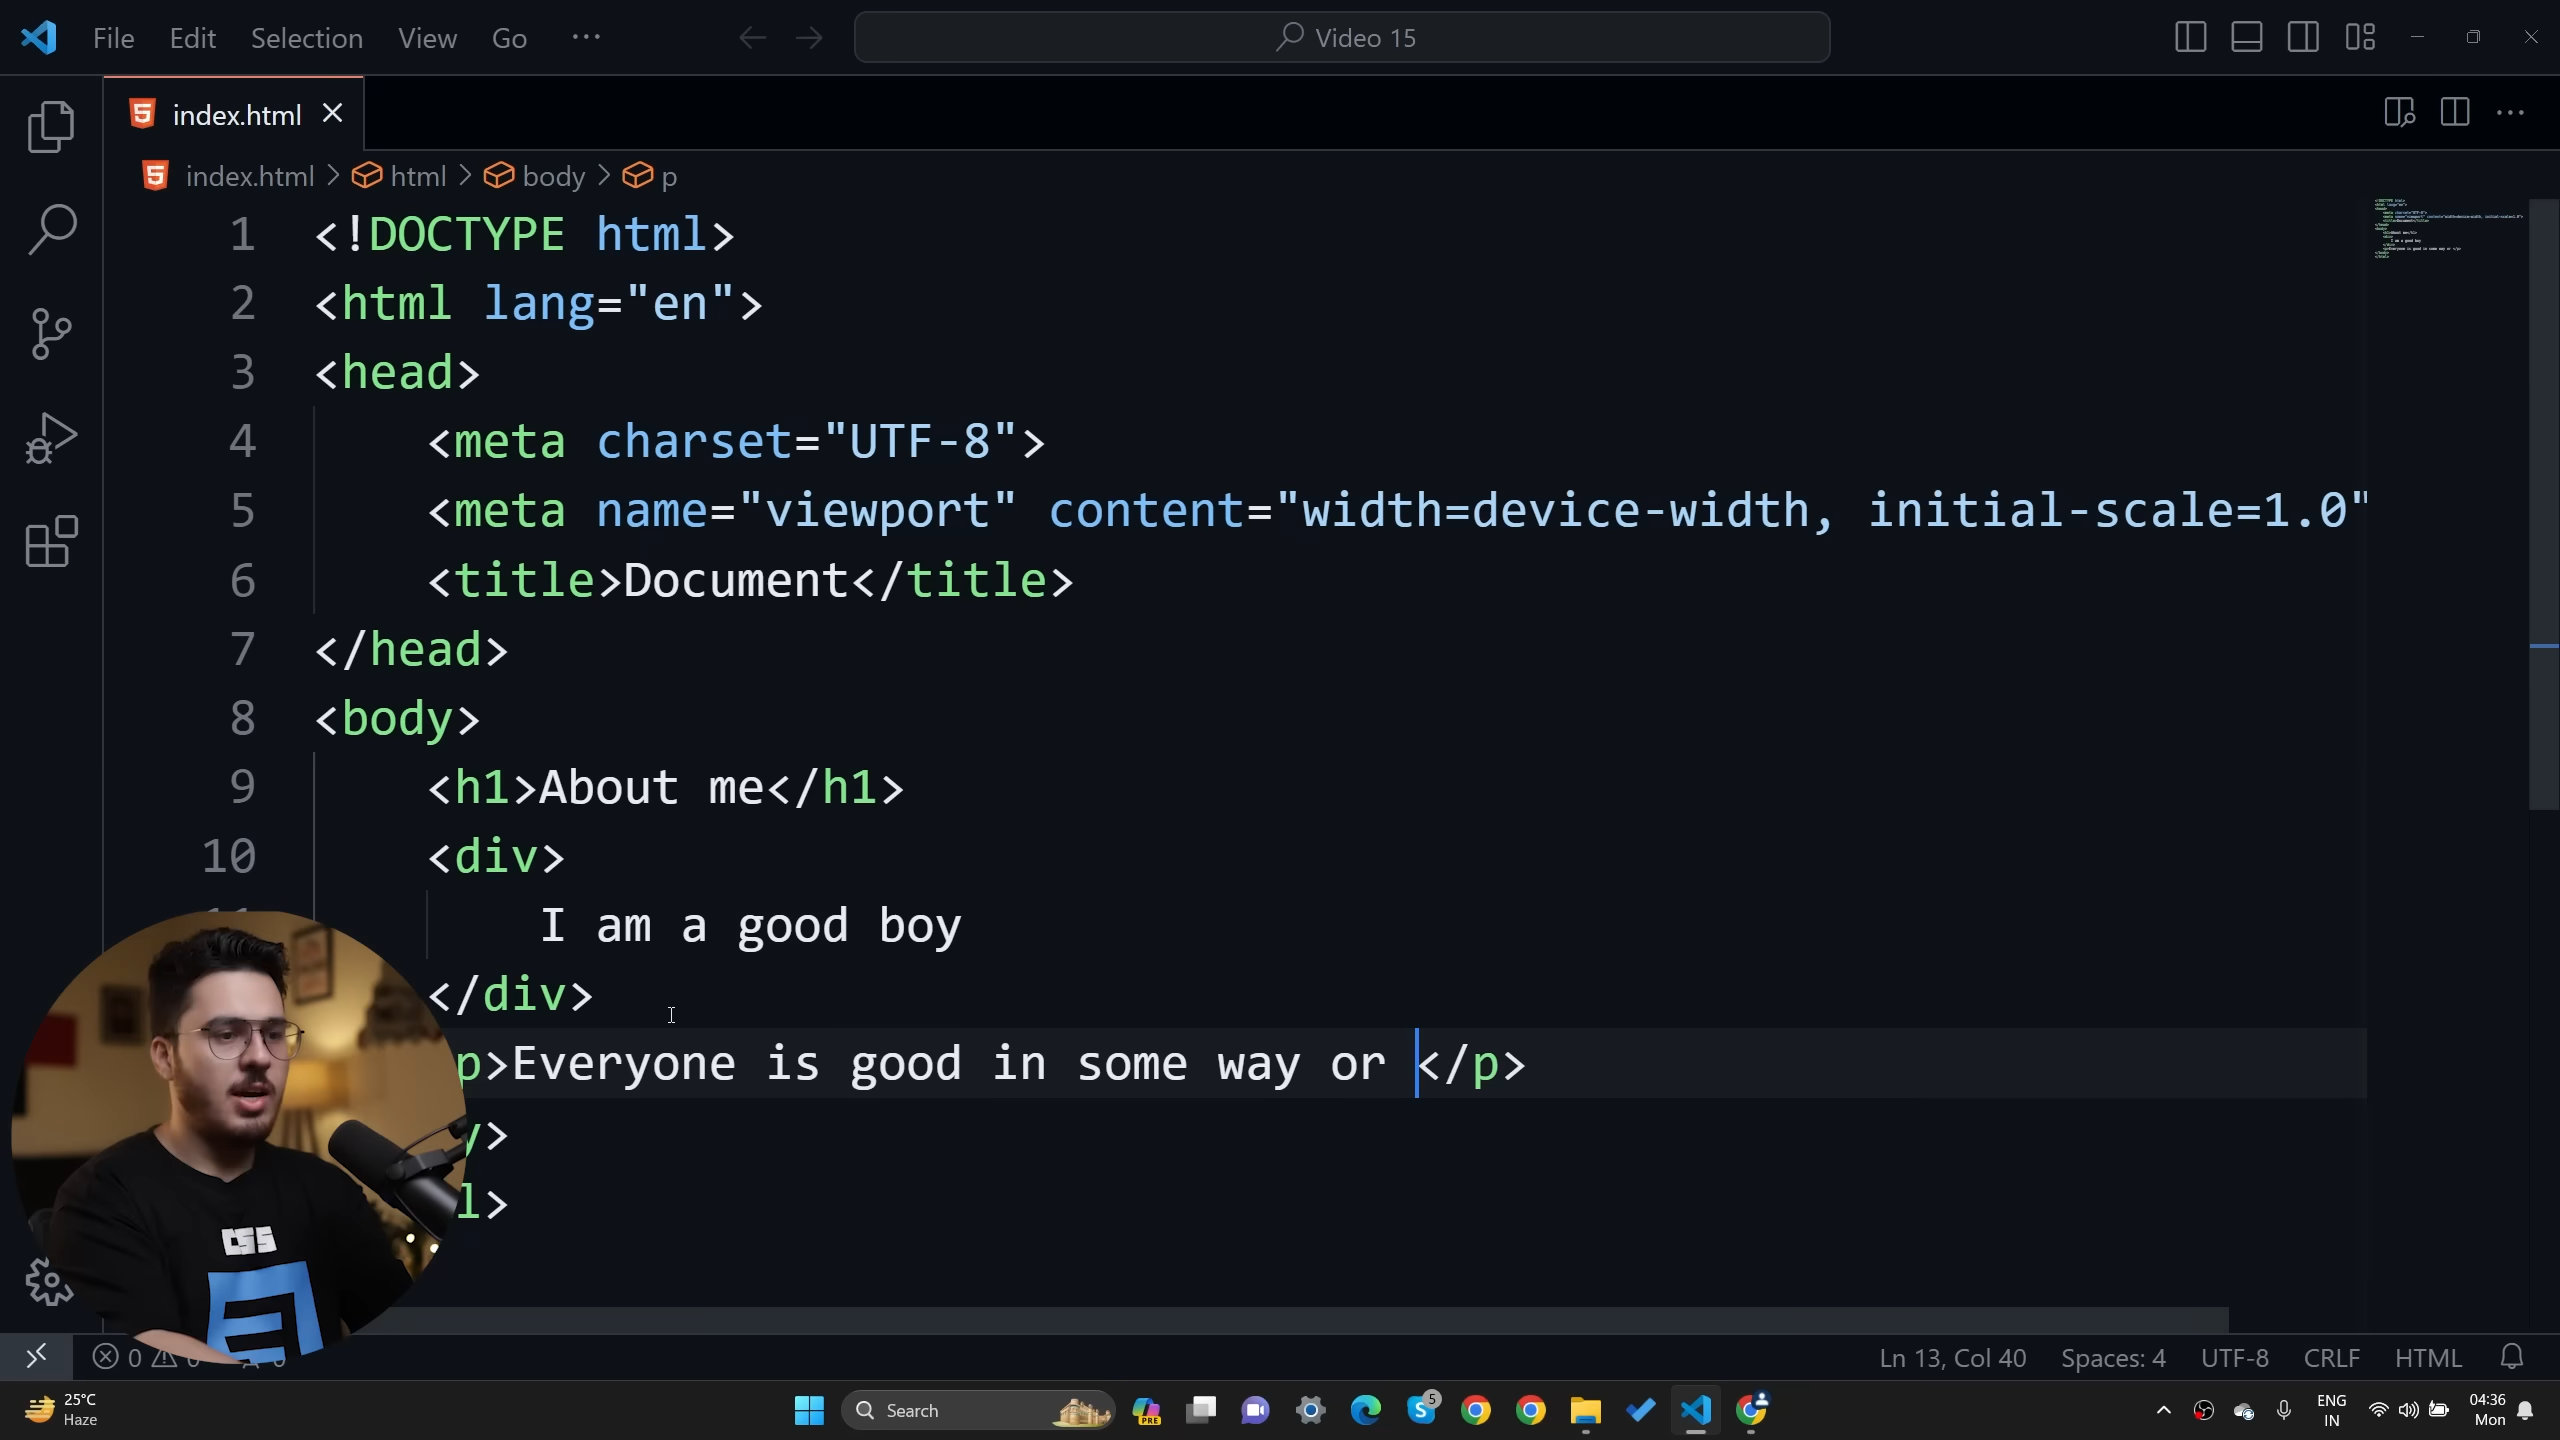 File Edit Selection View Go ···
Video 15
index.html
index.html > html > body > p
1 <!DOCTYPE html>
2 <html lang="en">
3 <head>
4 <meta charset="UTF-8">
5 <meta name="viewport" content="width=device-width, initial-scale=1.0"
6 <title>Document</title>
7 </head>
8 <body>
9 <h1>About me</h1>
10 <div>
I am a good boy
</div>
p>Everyone is good in some way or </p>
y>
l>
CSS
0
Ln 13, Col 40 Spaces: 4 UTF-8 CRLF HTML
25°C
Haze
Search
PRE
5
ENG
IN
04:36
Mon